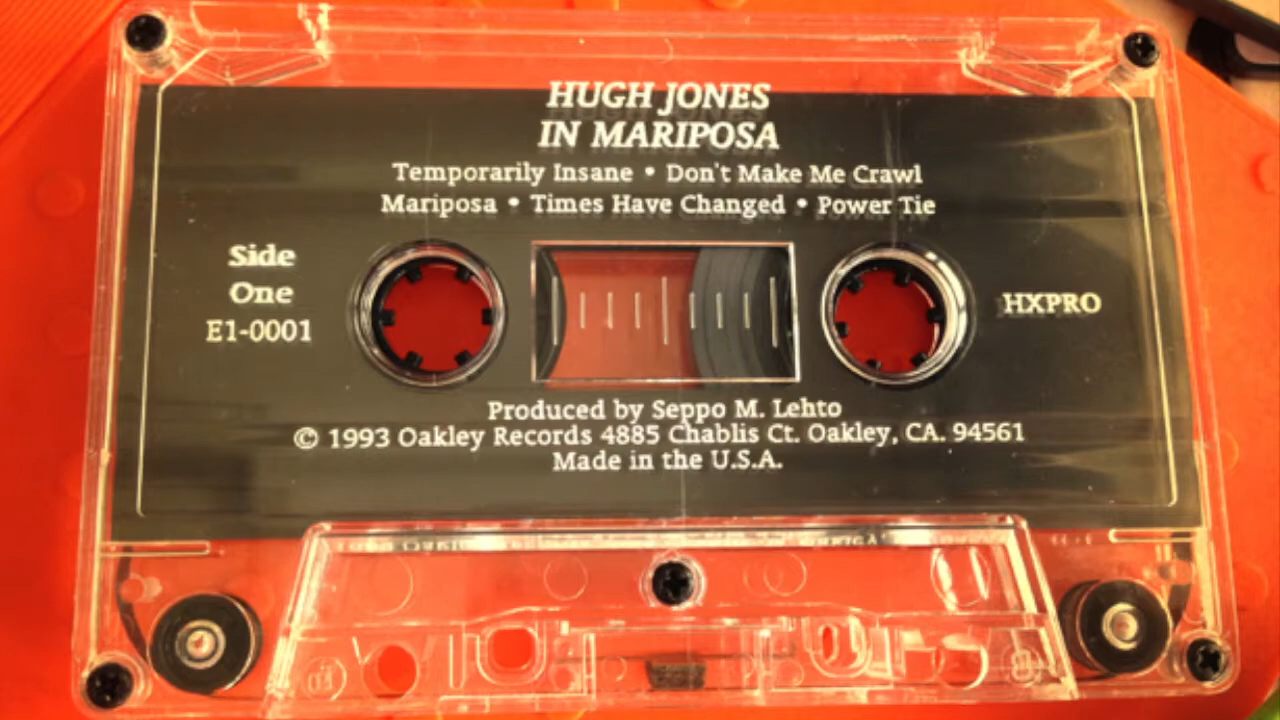 HUGH JONES
IN MARIPOSA
Temporarily Insane • Don't Make Me Crawl
Mariposa • Times Have Changed • Power Tie
Side
One
E1-0001
HXPRO
Produced by Seppo M. Lehto
© 1993 Oakley Records 4885 Chablis Ct. Oakley, CA. 94561
Made in the U.S.A.